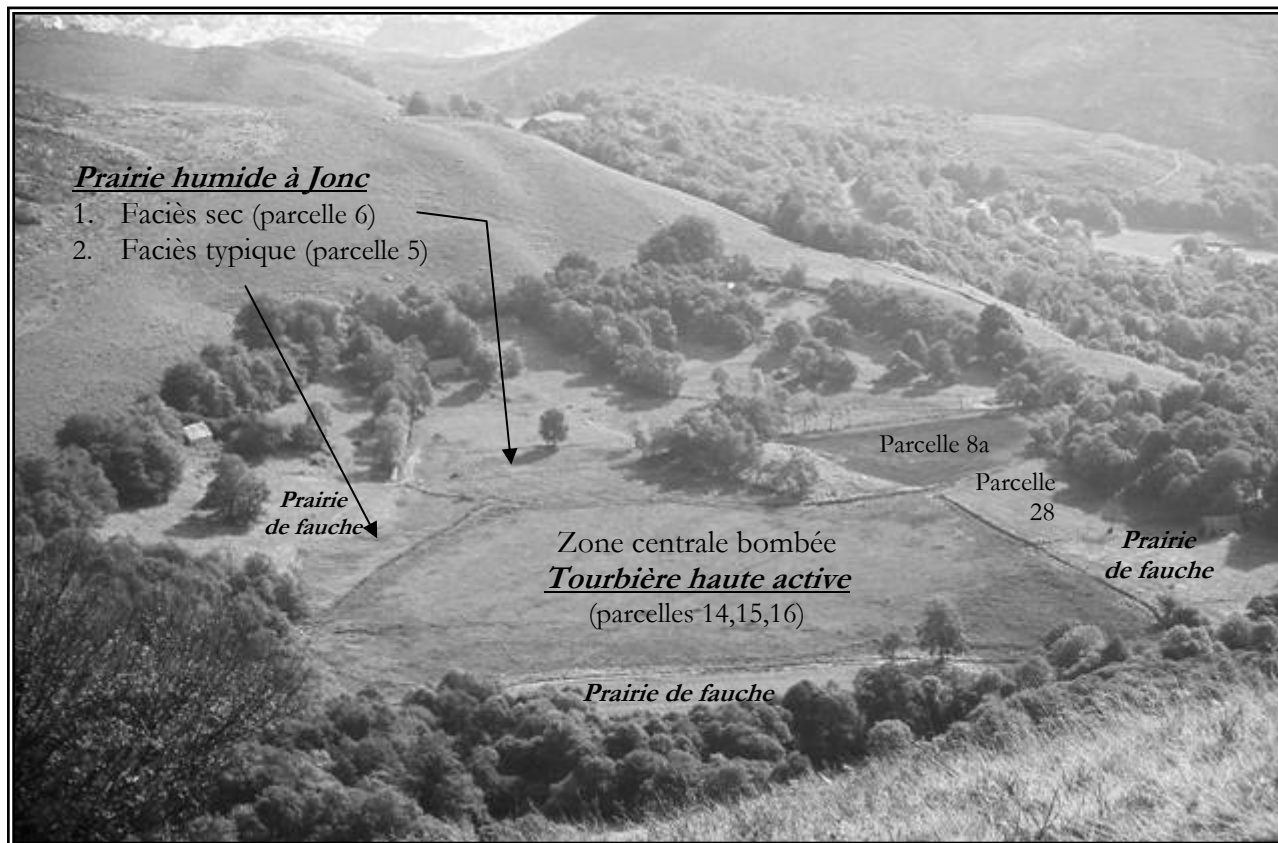 Prairie humide à Jonc
1. Faciès sec (parcelle 6)
2. Faciès typique (parcelle 5)
Parcelle 8a
Parcelle
28
Prairie
de fauche
Zone centrale bombée
Tourbière haute active
(parcelles 14,15,16)
Prairie
de fauche
Prairie de fauche